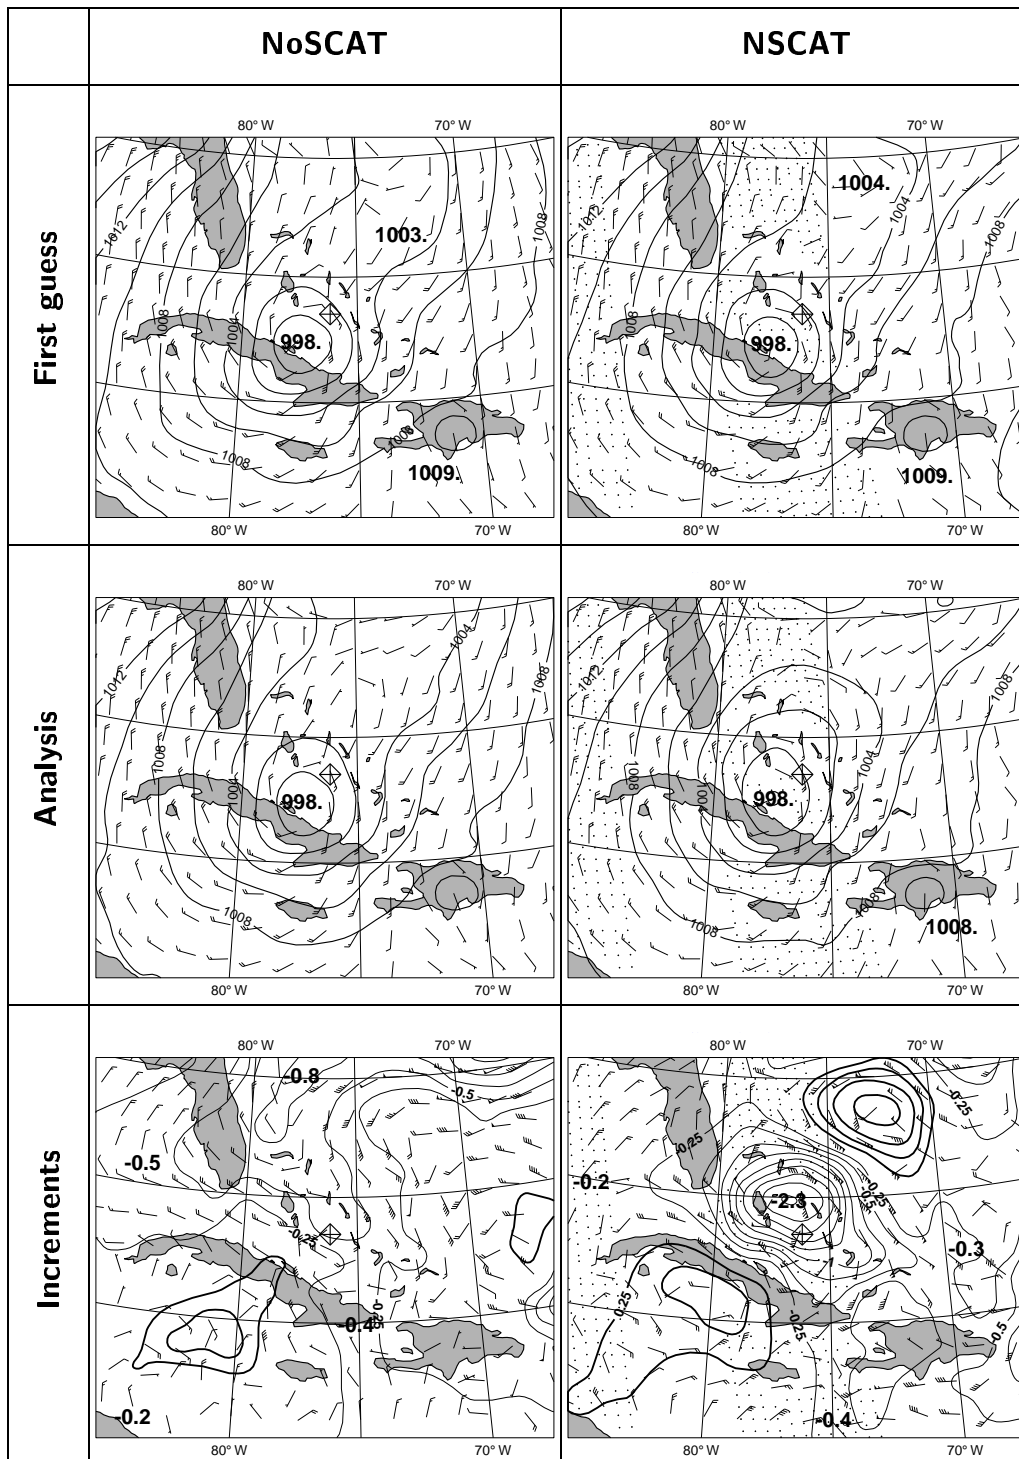 NoSCAT NSCAT
First guess
80° W 70° W 80° W 70° W
1012 1008 1003. 1008 1004 998. 1008 1008 1009.
1012 1004. 1004 1008 1008 998. 1008 1009.
80° W 70° W 80° W 70° W
Analysis
80° W 70° W 80° W 70° W
1012 1004 1008 1008 1004 998. 1008
1012 1008 1004 1008 1004 998. 1008 1008 1008.
80° W 70° W 80° W 70° W
Increments
80° W 70° W 80° W 70° W
-0.8 -0.5 -0.5 -0.25 -0.25 -0.4 -0.2
-0.25 -0.25 -0.2 -2.3 -0.25 -0.5 -0.3 -1 0.25 -0.25 -0.5 -0.4
80° W 70° W 80° W 70° W